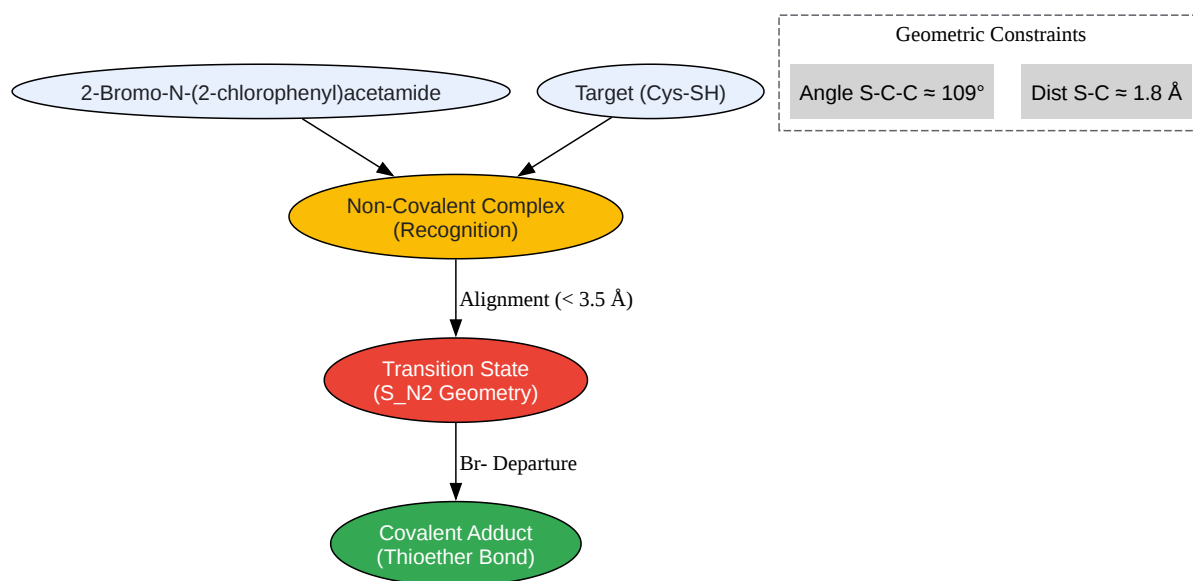 Geometric Constraints
2-Bromo-N-(2-chlorophenyl)acetamide
Target (Cys-SH)
Angle S-C-C ≈ 109°
Dist S-C ≈ 1.8 Å
Non-Covalent Complex
(Recognition)
Alignment (< 3.5 Å)
Transition State
(S_N2 Geometry)
Br- Departure
Covalent Adduct
(Thioether Bond)